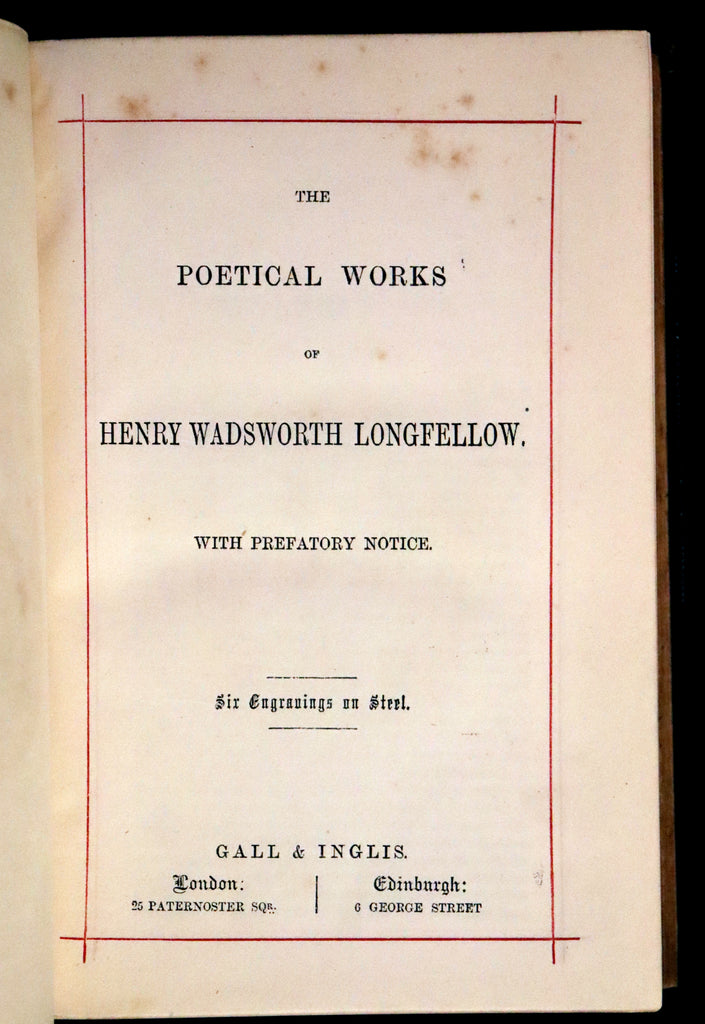 THE
POETICAL WORKS
OF
HENRY WADSWORTH LONGFELLOW.
WITH PREFATORY NOTICE.
Six Engravings on Steel.
GALL & INGLIS.
London:
25 PATERNOSTER SQR.
Edinburgh:
6 GEORGE STREET